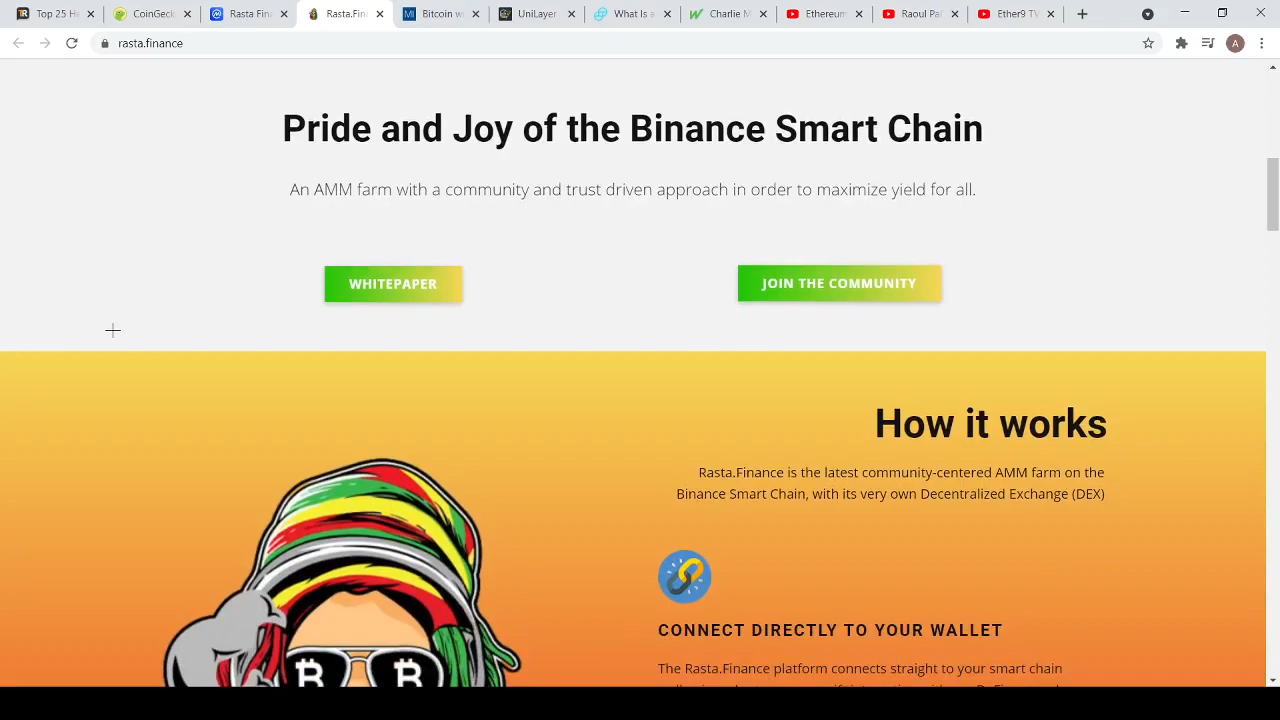 Top 25 He
CoinGeck
Rasta Fin
Rasta.Fin
Bitcoin w
UniLayer
What Is
Charlie M
Ethereum
Raoul Pal
Ether9 TV
rasta.finance
A
Pride and Joy of the Binance Smart Chain
An AMM farm with a community and trust driven approach in order to maximize yield for all.
WHITEPAPER
JOIN THE COMMUNITY
How it works
Rasta.Finance is the latest community-centered AMM farm on the
Binance Smart Chain, with its very own Decentralized Exchange (DEX)
CONNECT DIRECTLY TO YOUR WALLET
The Rasta.Finance platform connects straight to your smart chain